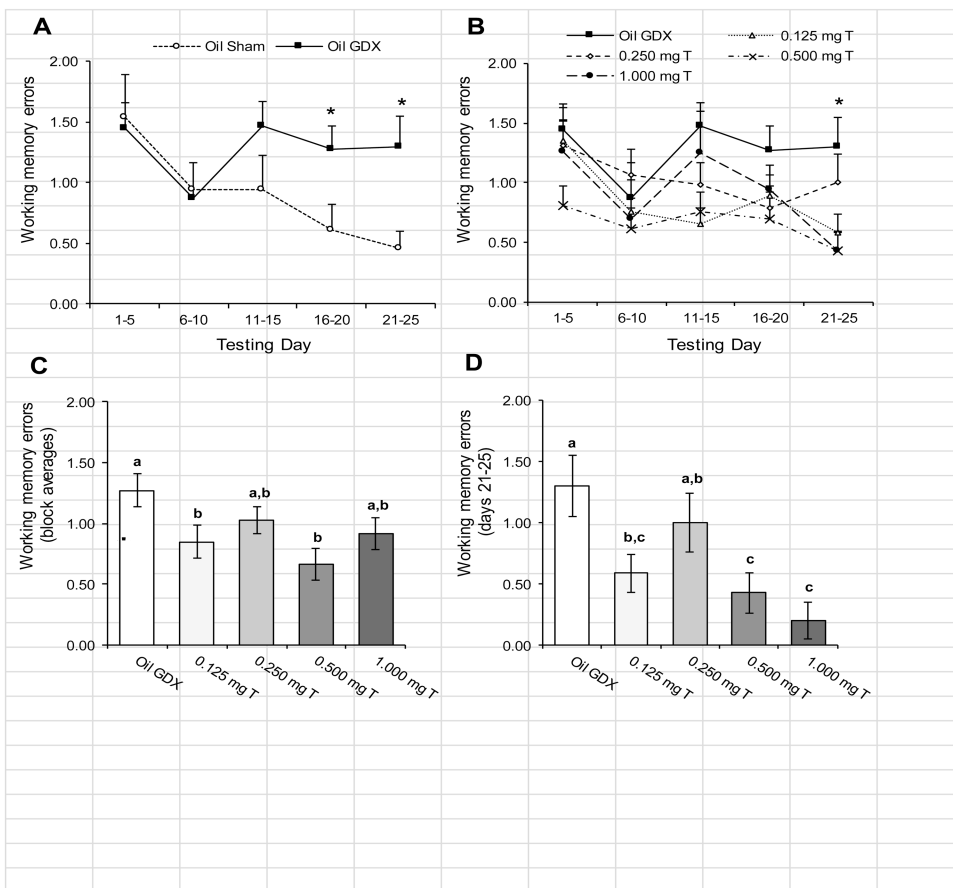 A
Oil Sham Oil GDX
2.00
1.50
1.00
0.50
0.00
Working memory errors
* *
1-5 6-10 11-15 16-20 21-25
Testing Day
B
Oil GDX 0.125 mg T
0.250 mg T 0.500 mg T
1.000 mg T
2.00
1.50
1.00
0.50
0.00
Working memory errors
*
1-5 6-10 11-15 16-20 21-25
Testing Day
C
2.00
1.50
1.00
0.50
0.00
Working memory errors
(block averages)
a b a,b b a,b
Oil GDX 0.125 mg T 0.250 mg T 0.500 mg T 1.000 mg T
D
2.00
1.50
1.00
0.50
0.00
Working memory errors
(days 21-25)
a b,c a,b c c
Oil GDX 0.125 mg T 0.250 mg T 0.500 mg T 1.000 mg T